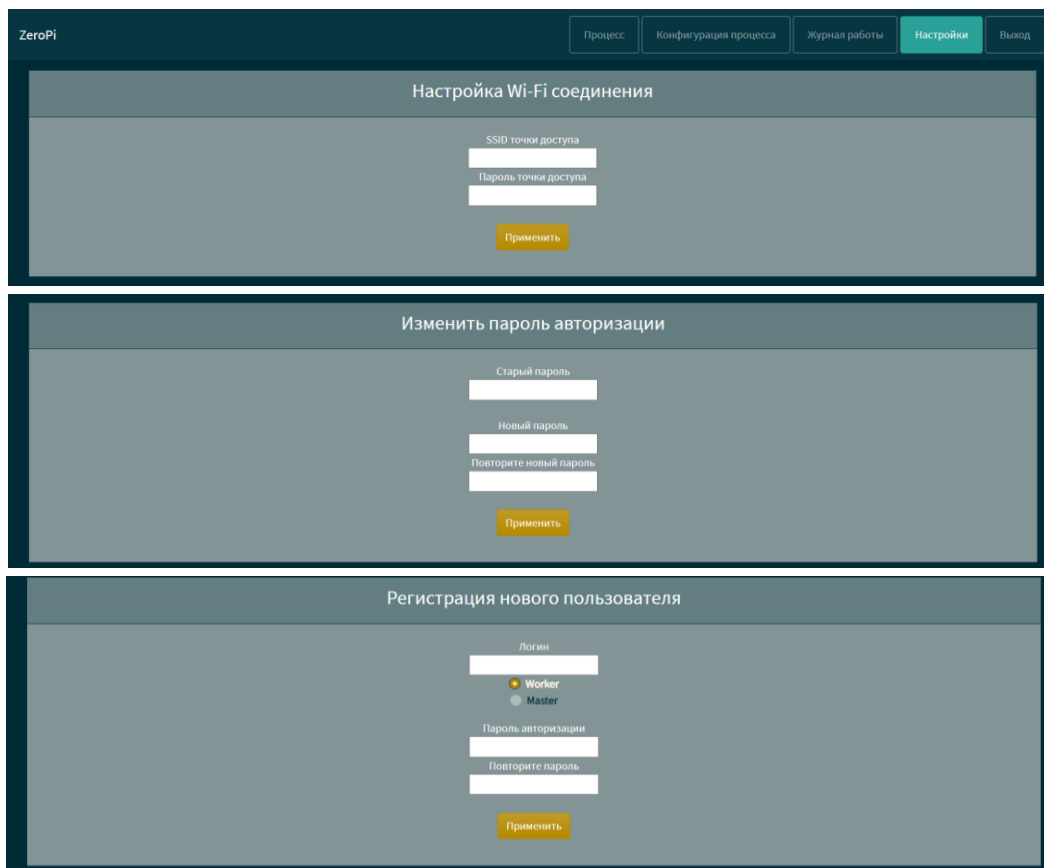 ZeroPi
Процесс
Конфигурация процесса
Журнал работы
Настройки
Выход
Настройка Wi-Fi соединения
SSID точки доступа
Пароль точки доступа
Применить
Изменить пароль авторизации
Старый пароль
Новый пароль
Повторите новый пароль
Применить
Регистрация нового пользователя
Логин
Worker
Master
Пароль авторизации
Повторите пароль
Применить